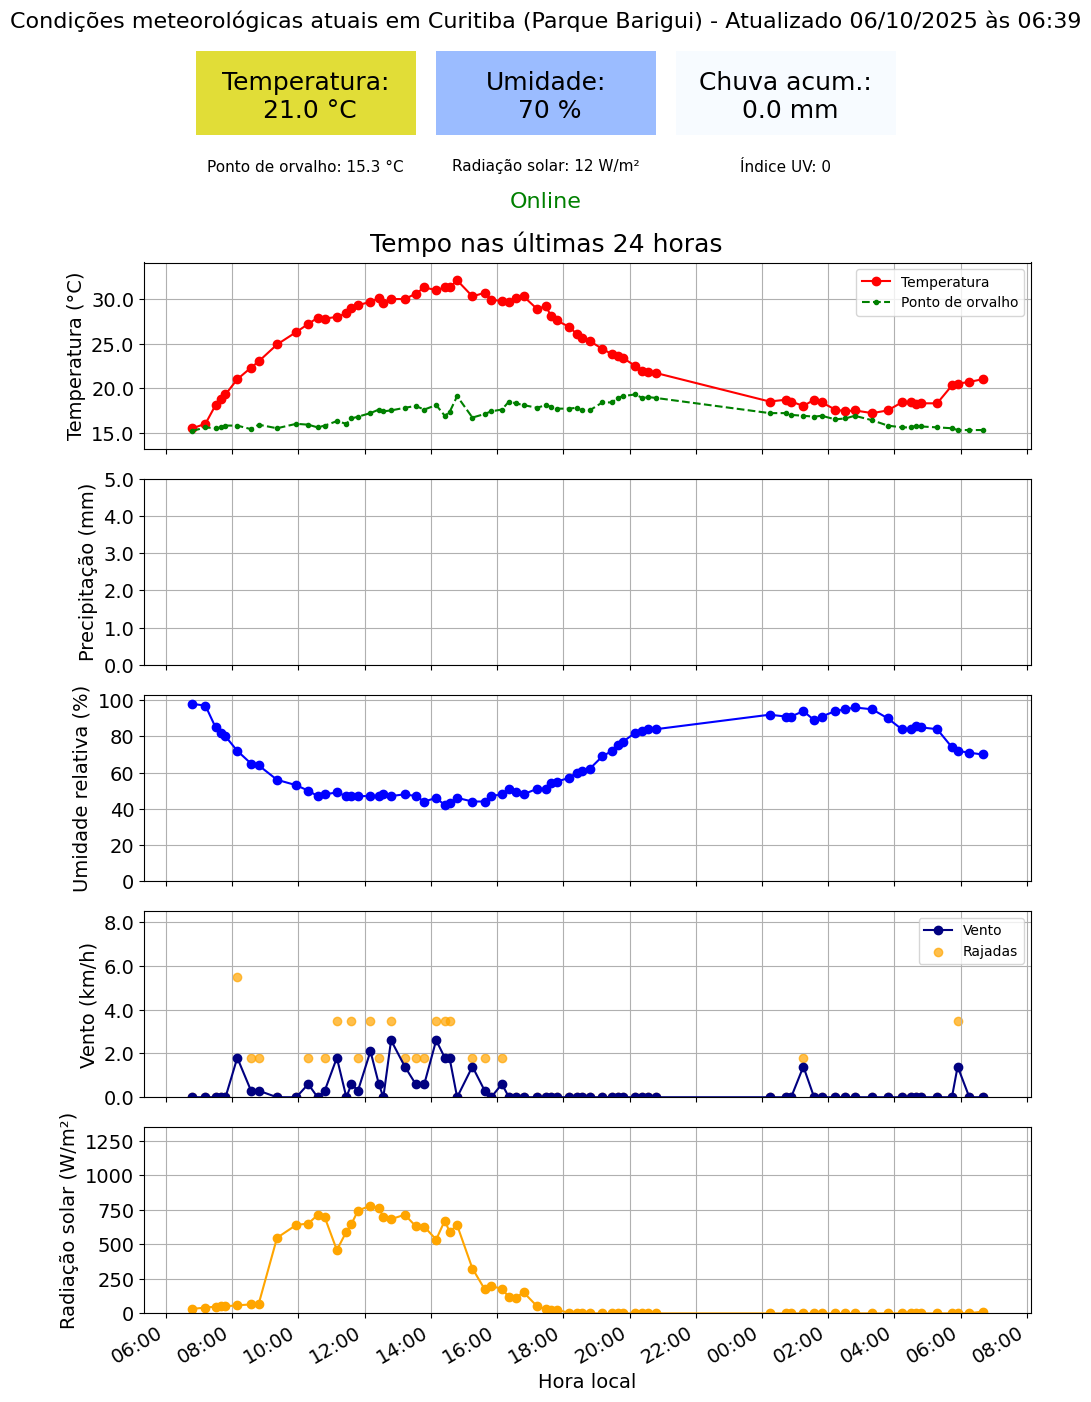 Condições meteorológicas atuais em Curitiba (Parque Barigui) - Atualizado 06/10/2025 às 06:39
Temperatura:
21.0 °C
Umidade:
70 %
Chuva acum.:
0.0 mm
Ponto de orvalho: 15.3 °C
Radiação solar: 12 W/m²
Índice UV: 0
Online
Tempo nas últimas 24 horas
Temperatura (°C)
30.0
25.0
20.0
15.0
Temperatura
Ponto de orvalho
Precipitação (mm)
5.0
4.0
3.0
2.0
1.0
0.0
Umidade relativa (%)
100
80
60
40
20
0
Vento (km/h)
8.0
6.0
4.0
2.0
0.0
Vento
Rajadas
Radiação solar (W/m²)
1250
1000
750
500
250
0
06:00
08:00
10:00
12:00
14:00
16:00
18:00
20:00
22:00
00:00
02:00
04:00
06:00
08:00
Hora local